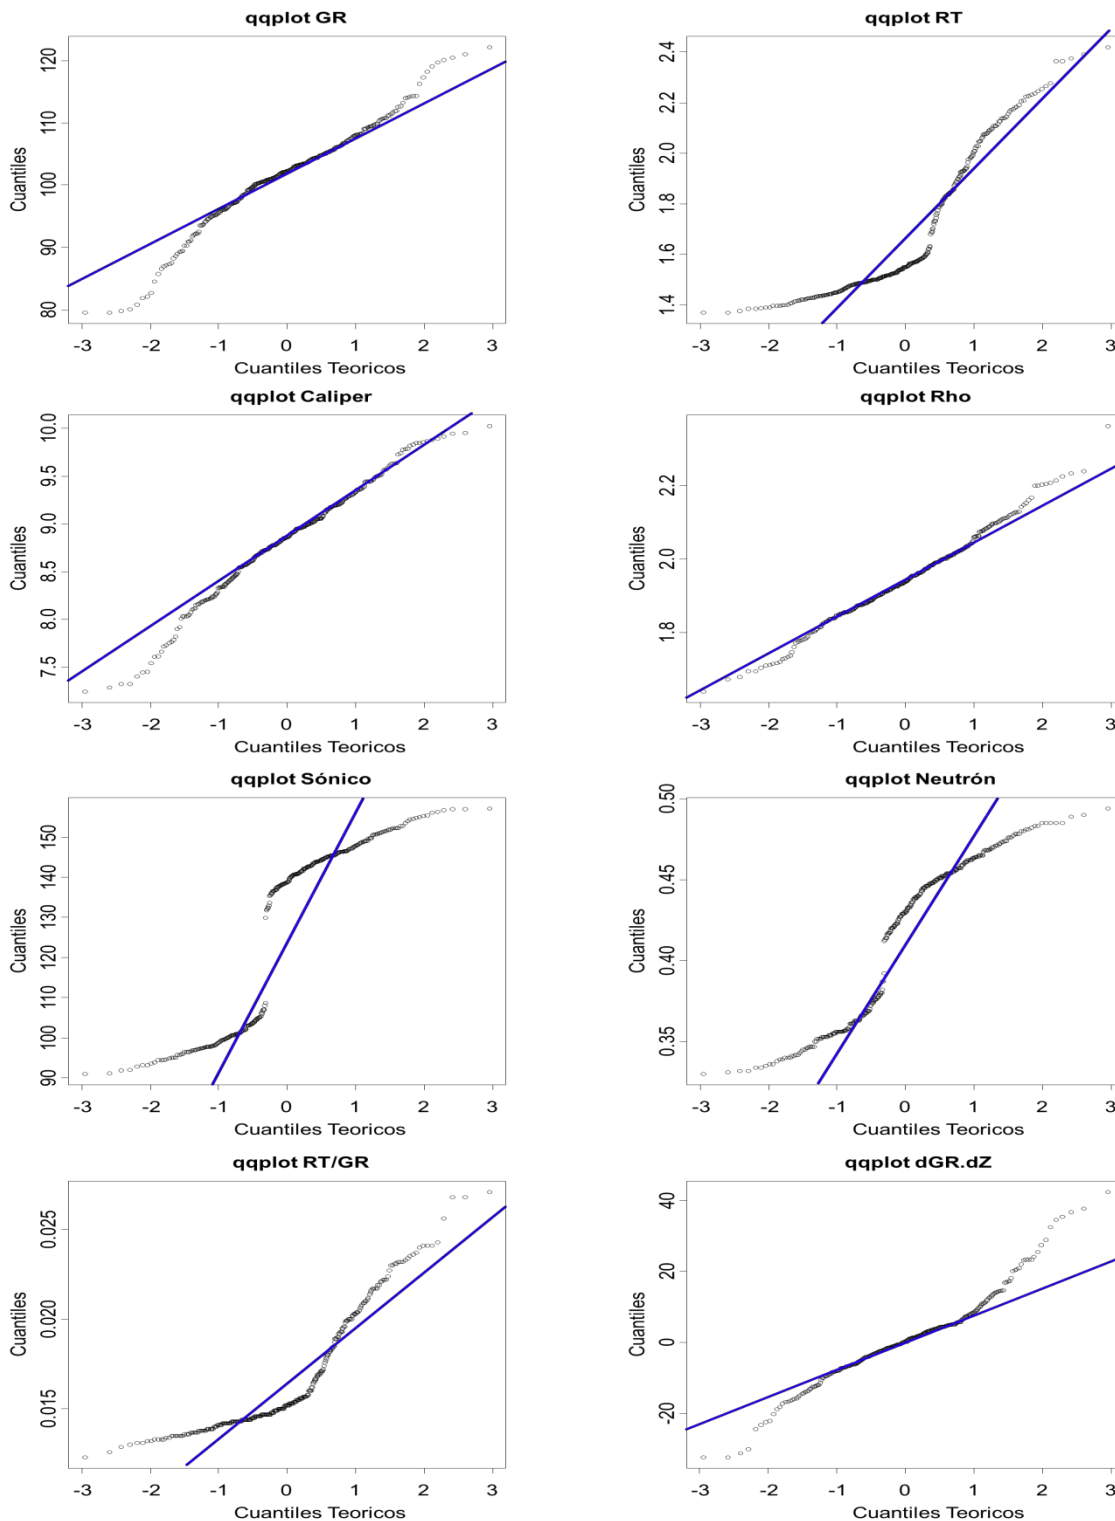 qqplot GR
Cuantiles
120
110
100
90
80
-3 -2 -1 0 1 2 3
Cuantiles Teoricos
qqplot RT
Cuantiles
2.4
2.2
2.0
1.8
1.6
1.4
-3 -2 -1 0 1 2 3
Cuantiles Teoricos
qqplot Caliper
Cuantiles
10.0
9.5
9.0
8.5
8.0
7.5
-3 -2 -1 0 1 2 3
Cuantiles Teoricos
qqplot Rho
Cuantiles
2.2
2.0
1.8
-3 -2 -1 0 1 2 3
Cuantiles Teoricos
qqplot Sónico
Cuantiles
150
140
130
120
110
100
90
-3 -2 -1 0 1 2 3
Cuantiles Teoricos
qqplot Neutrón
Cuantiles
0.50
0.45
0.40
0.35
-3 -2 -1 0 1 2 3
Cuantiles Teoricos
qqplot RT/GR
Cuantiles
0.025
0.020
0.015
-3 -2 -1 0 1 2 3
Cuantiles Teoricos
qqplot dGR.dZ
Cuantiles
40
20
0
-20
-3 -2 -1 0 1 2 3
Cuantiles Teoricos